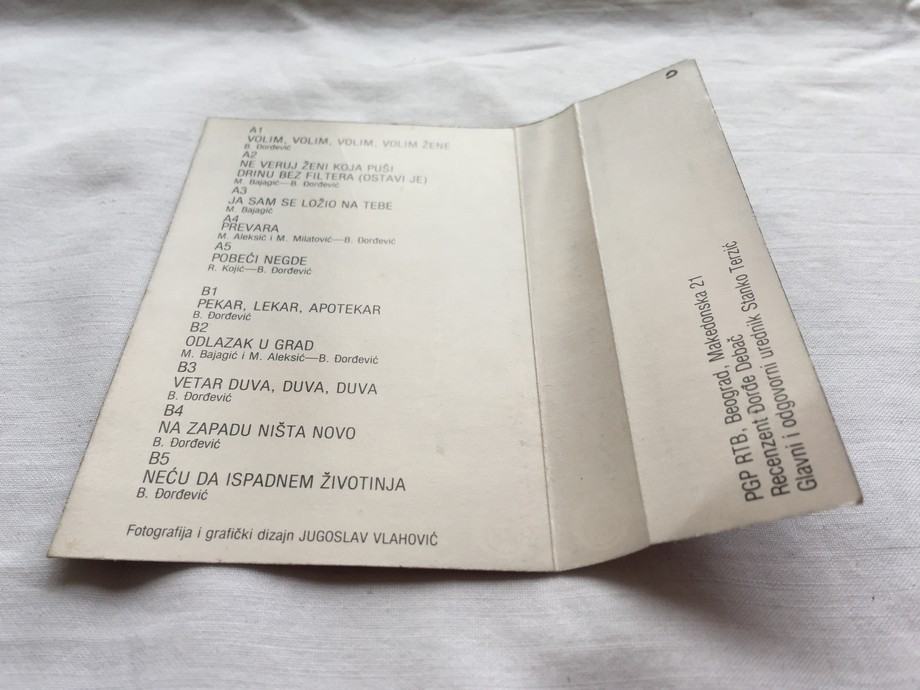 A1
VOLIM, VOLIM, VOLIM, VOLIM ŽENE
B. Đorđević
A2
NE VERUJ ŽENI KOJA PUŠI
DRINU BEZ FILTERA (OSTAVI JE)
M. Bajagić—B. Đorđević
A3
JA SAM SE LOŽIO NA TEBE
M. Bajagić
A4
PREVARA
M. Aleksić i M. Milatović—B. Đorđević
A5
POBEĆI NEGDE
R. Kojić—B. Đorđević
B1
PEKAR, LEKAR, APOTEKAR
B. Đorđević
B2
ODLAZAK U GRAD
M. Bajagić i M. Aleksić—B. Đorđević
B3
VETAR DUVA, DUVA, DUVA
B. Đorđević
B4
NA ZAPADU NIŠTA NOVO
B. Đorđević
B5
NEĆU DA ISPADNEM ŽIVOTINJA
B. Đorđević
Fotografija i grafički dizajn JUGOSLAV VLAHOVIĆ
PGP RTB, Beograd, Makedonska 21
Recenzent Đorđe Debač
Glavni i odgovorni urednik Stanko Terzić